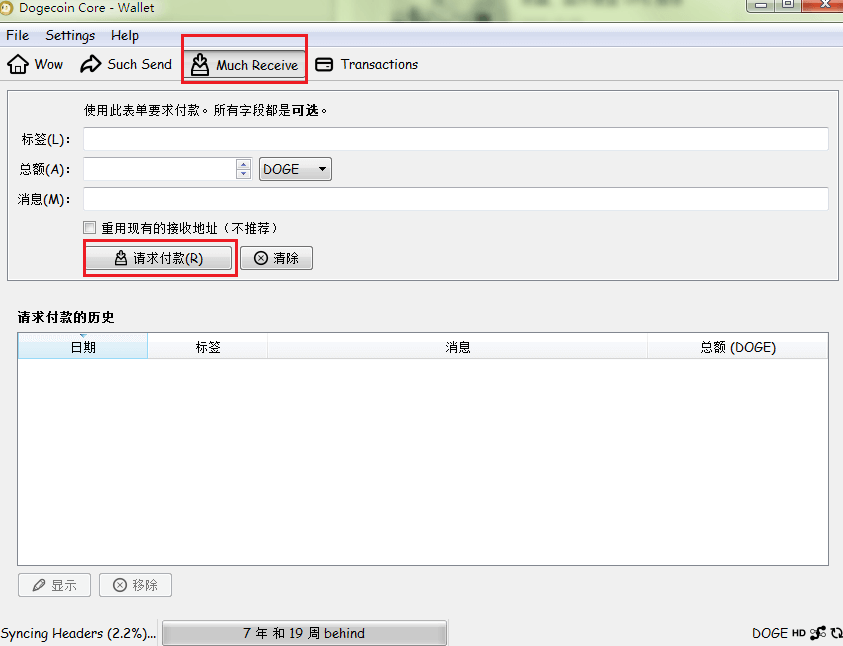 Dogecoin Core - Wallet
File Settings Help
Wow Such Send Much Receive Transactions
使用此表单要求付款。所有字段都是可选。
标签(L):
总额(A): DOGE
消息(M):
重用现有的接收地址（不推荐）
请求付款(R) 清除
请求付款的历史
日期 标签 消息 总额 (DOGE)
显示 移除
Syncing Headers (2.2%)... 7 年 和 19 周 behind DOGE HD